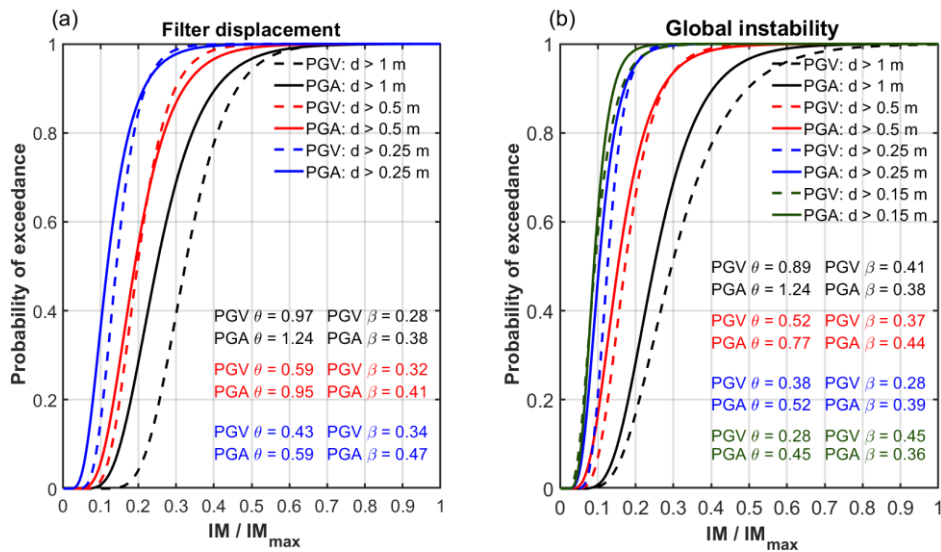 (a)
Filter displacement
Probability of exceedance
1
0.8
0.6
0.4
0.2
0
PGV: d > 1 m
PGA: d > 1 m
PGV: d > 0.5 m
PGA: d > 0.5 m
PGV: d > 0.25 m
PGA: d > 0.25 m
PGV θ = 0.97 PGV β = 0.28
PGA θ = 1.24 PGA β = 0.38
PGV θ = 0.59 PGV β = 0.32
PGA θ = 0.95 PGA β = 0.41
PGV θ = 0.43 PGV β = 0.34
PGA θ = 0.59 PGA β = 0.47
0 0.1 0.2 0.3 0.4 0.5 0.6 0.7 0.8 0.9 1
IM / IMmax
(b)
Global instability
Probability of exceedance
1
0.8
0.6
0.4
0.2
0
PGV: d > 1 m
PGA: d > 1 m
PGV: d > 0.5 m
PGA: d > 0.5 m
PGV: d > 0.25 m
PGA: d > 0.25 m
PGV: d > 0.15 m
PGA: d > 0.15 m
PGV θ = 0.89 PGV β = 0.41
PGA θ = 1.24 PGA β = 0.38
PGV θ = 0.52 PGV β = 0.37
PGA θ = 0.77 PGA β = 0.44
PGV θ = 0.38 PGV β = 0.28
PGA θ = 0.52 PGA β = 0.39
PGV θ = 0.28 PGV β = 0.45
PGA θ = 0.45 PGA β = 0.36
0 0.1 0.2 0.3 0.4 0.5 0.6 0.7 0.8 0.9 1
IM / IMmax